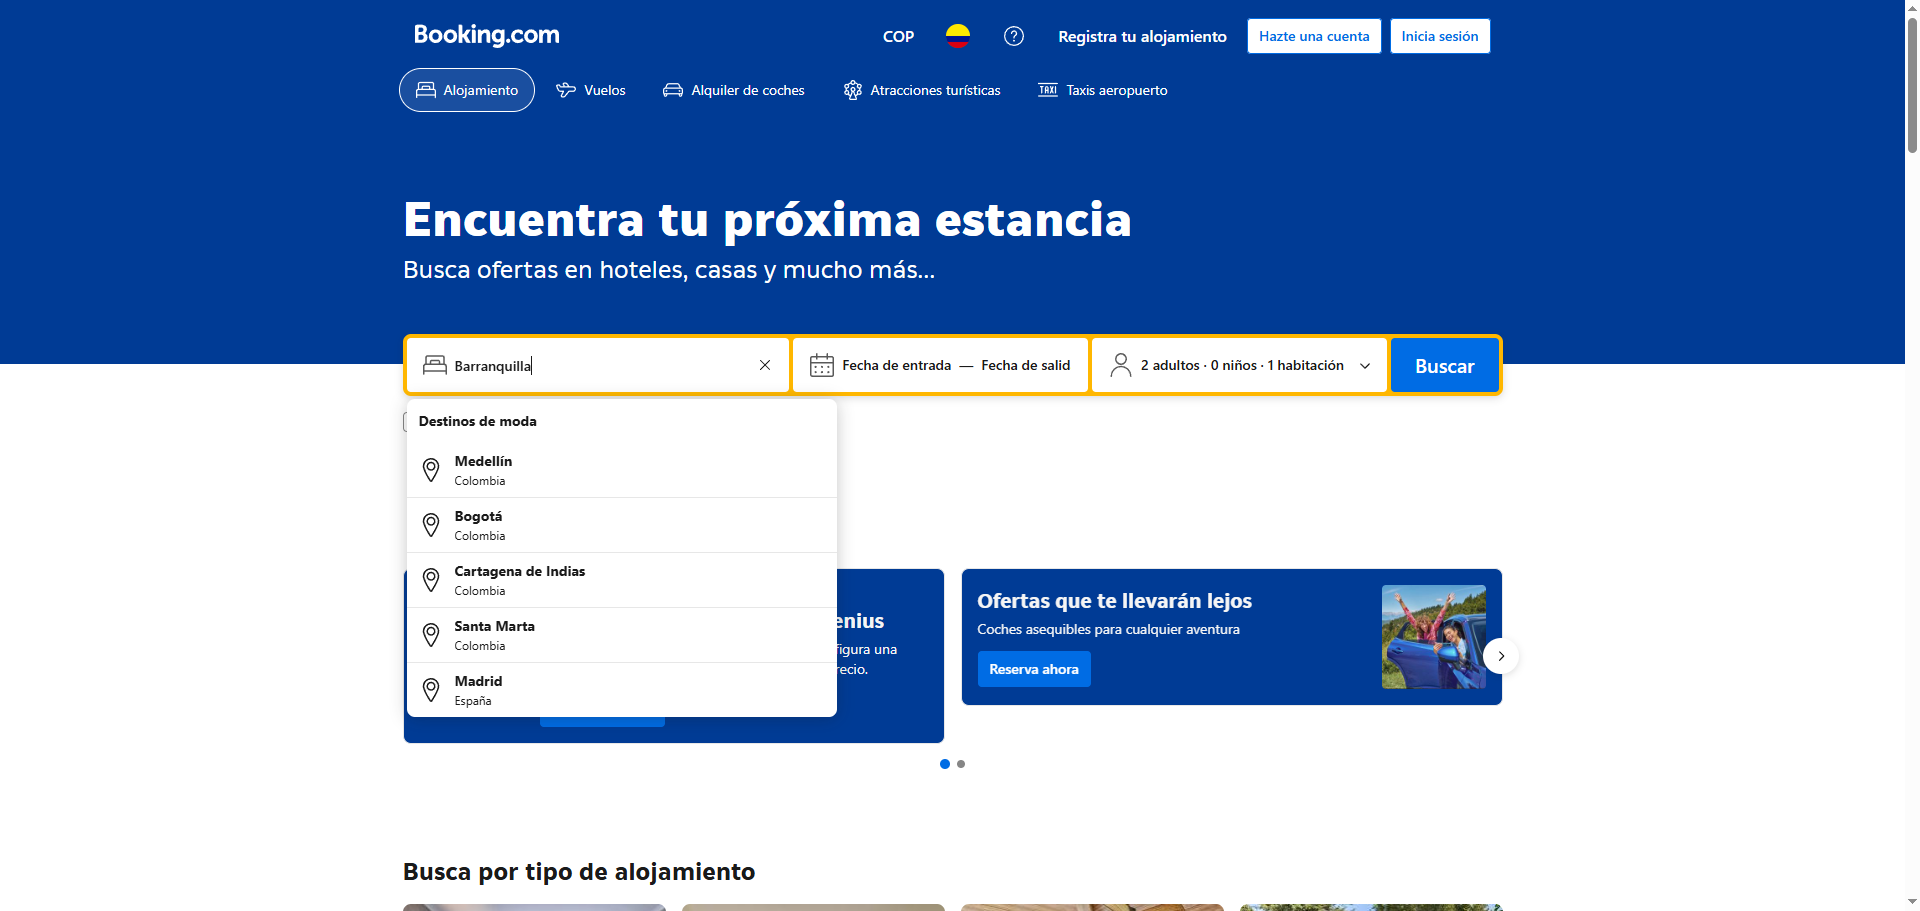 Booking.com
COP
Registra tu alojamiento
Hazte una cuenta
Inicia sesión
Alojamiento
Vuelos
Alquiler de coches
Atracciones turísticas
TAXI
Taxis aeropuerto
Encuentra tu próxima estancia
Busca ofertas en hoteles, casas y mucho más...
Barranquilla
Fecha de entrada — Fecha de salid
2 adultos · 0 niños · 1 habitación
Buscar
Destinos de moda
Medellín
Colombia
Bogotá
Colombia
Cartagena de Indias
Colombia
Santa Marta
Colombia
Madrid
España
enius
figura una
recio.
Ofertas que te llevarán lejos
Coches asequibles para cualquier aventura
Reserva ahora
Busca por tipo de alojamiento